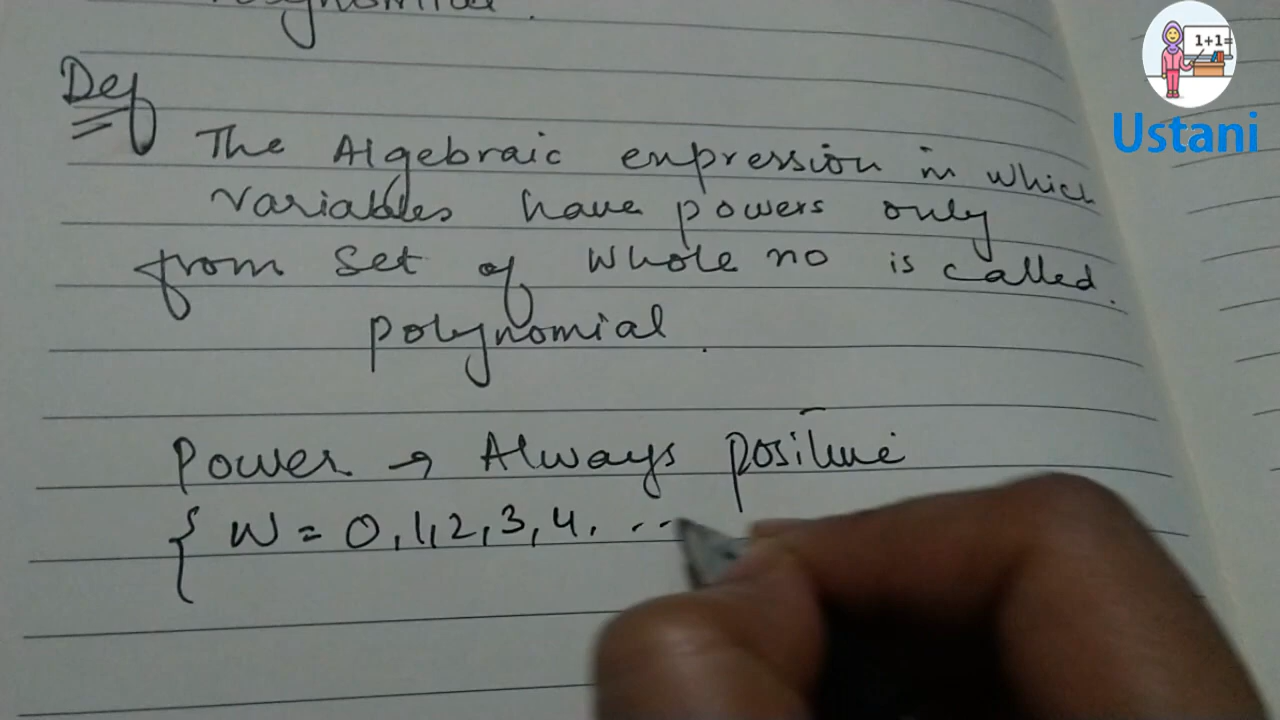 Polynomial.
1+1=
Ustani
Def
The Algebraic expression in which
variables have powers only
from set of whole no is called.
polynomial.
Power → Always positive
{ W = 0,1,2,3,4, ...